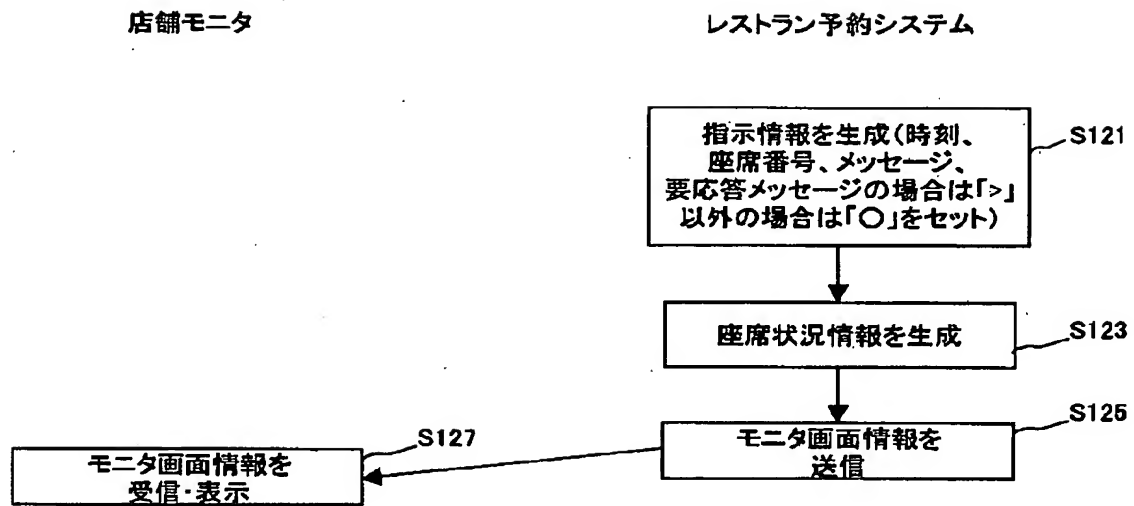 店舗モニタ
レストラン予約システム
指示情報を生成(時刻、
座席番号、メッセージ、
要応答メッセージの場合は「>」
以外の場合は「〇」をセット)
S121
座席状況情報を生成
S123
モニタ画面情報を
送信
S125
モニタ画面情報を
受信・表示
S127